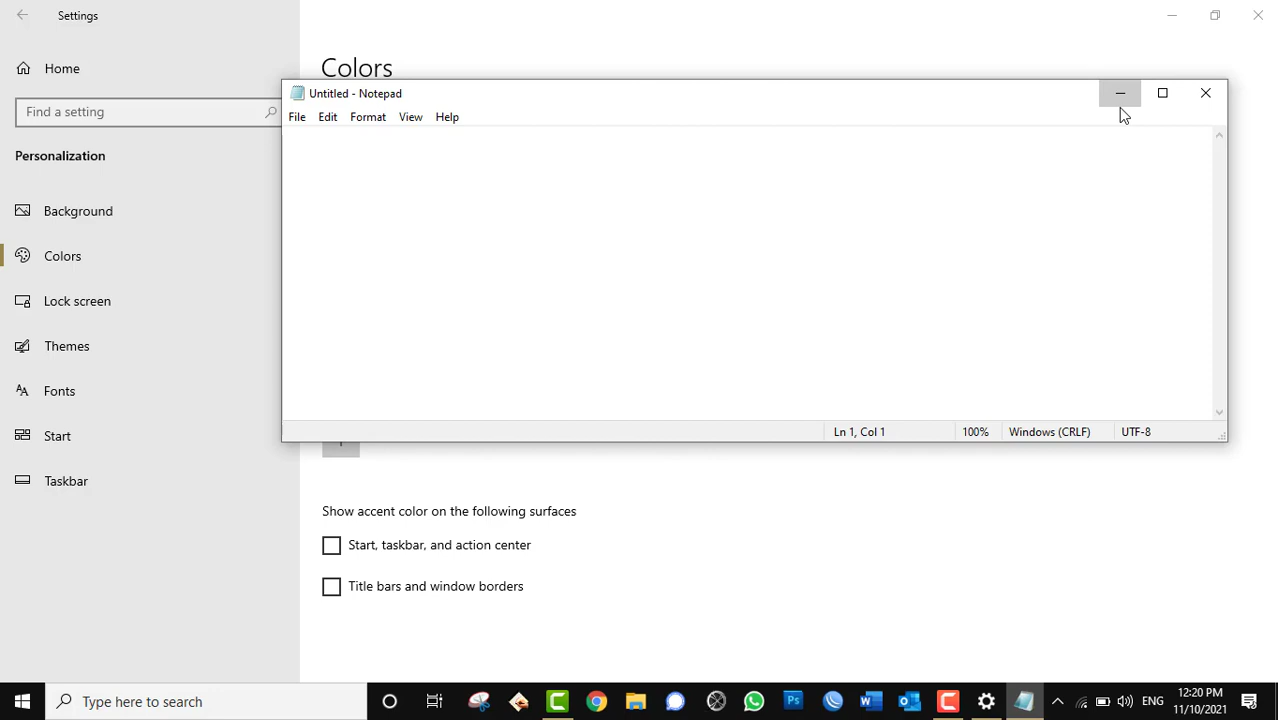 Settings
Home
Find a setting
Personalization
Background
Colors
Lock screen
Themes
Fonts
Start
Taskbar
Colors
Untitled - Notepad
File Edit Format View Help
Ln 1, Col 1 100% Windows (CRLF) UTF-8
Show accent color on the following surfaces
Start, taskbar, and action center
Title bars and window borders
Type here to search
Ps
ENG
12:20 PM
11/10/2021